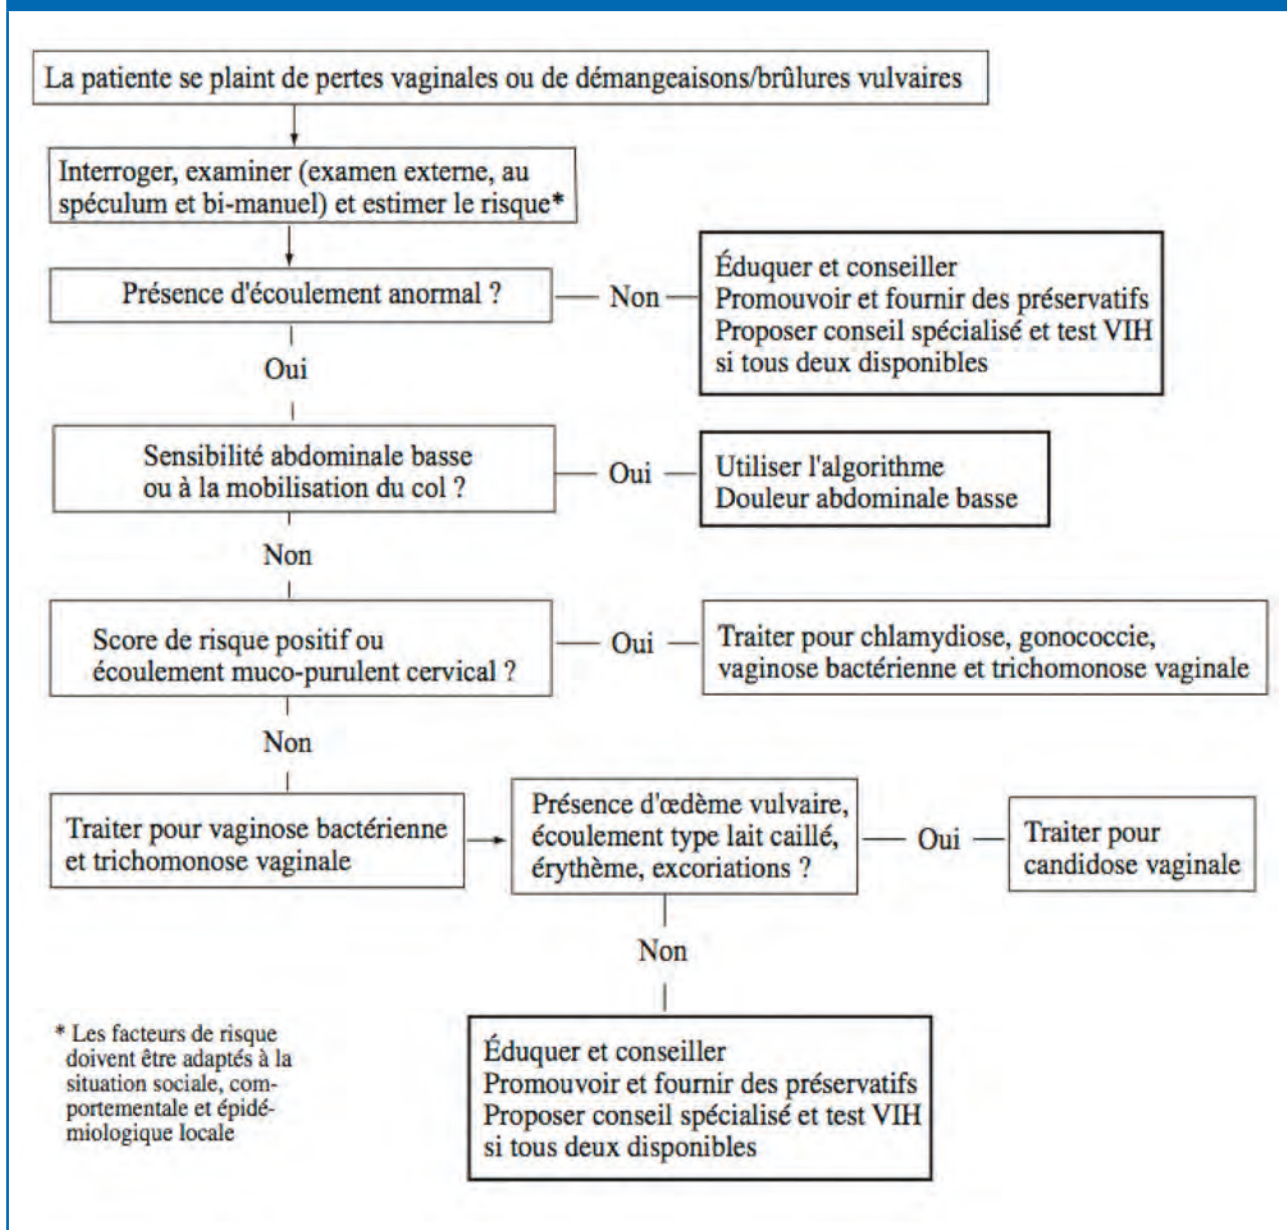 La patiente se plaint de pertes vaginales ou de démangeaisons/brûlures vulvaires
Interroger, examiner (examen externe, au
spéculum et bi-manuel) et estimer le risque*
Présence d'écoulement anormal ?
Non
Éduquer et conseiller
Promouvoir et fournir des préservatifs
Proposer conseil spécialisé et test VIH
si tous deux disponibles
Oui
Sensibilité abdominale basse
ou à la mobilisation du col ?
Oui
Utiliser l'algorithme
Douleur abdominale basse
Non
Score de risque positif ou
écoulement muco-purulent cervical ?
Oui
Traiter pour chlamydiose, gonococcie,
vaginose bactérienne et trichomonose vaginale
Non
Traiter pour vaginose bactérienne
et trichomonose vaginale
Présence d'œdème vulvaire,
écoulement type lait caillé,
érythème, excoriations ?
Oui
Traiter pour
candidose vaginale
Non
Éduquer et conseiller
Promouvoir et fournir des préservatifs
Proposer conseil spécialisé et test VIH
si tous deux disponibles
* Les facteurs de risque
doivent être adaptés à la
situation sociale, com-
portementale et épidé-
miologique locale